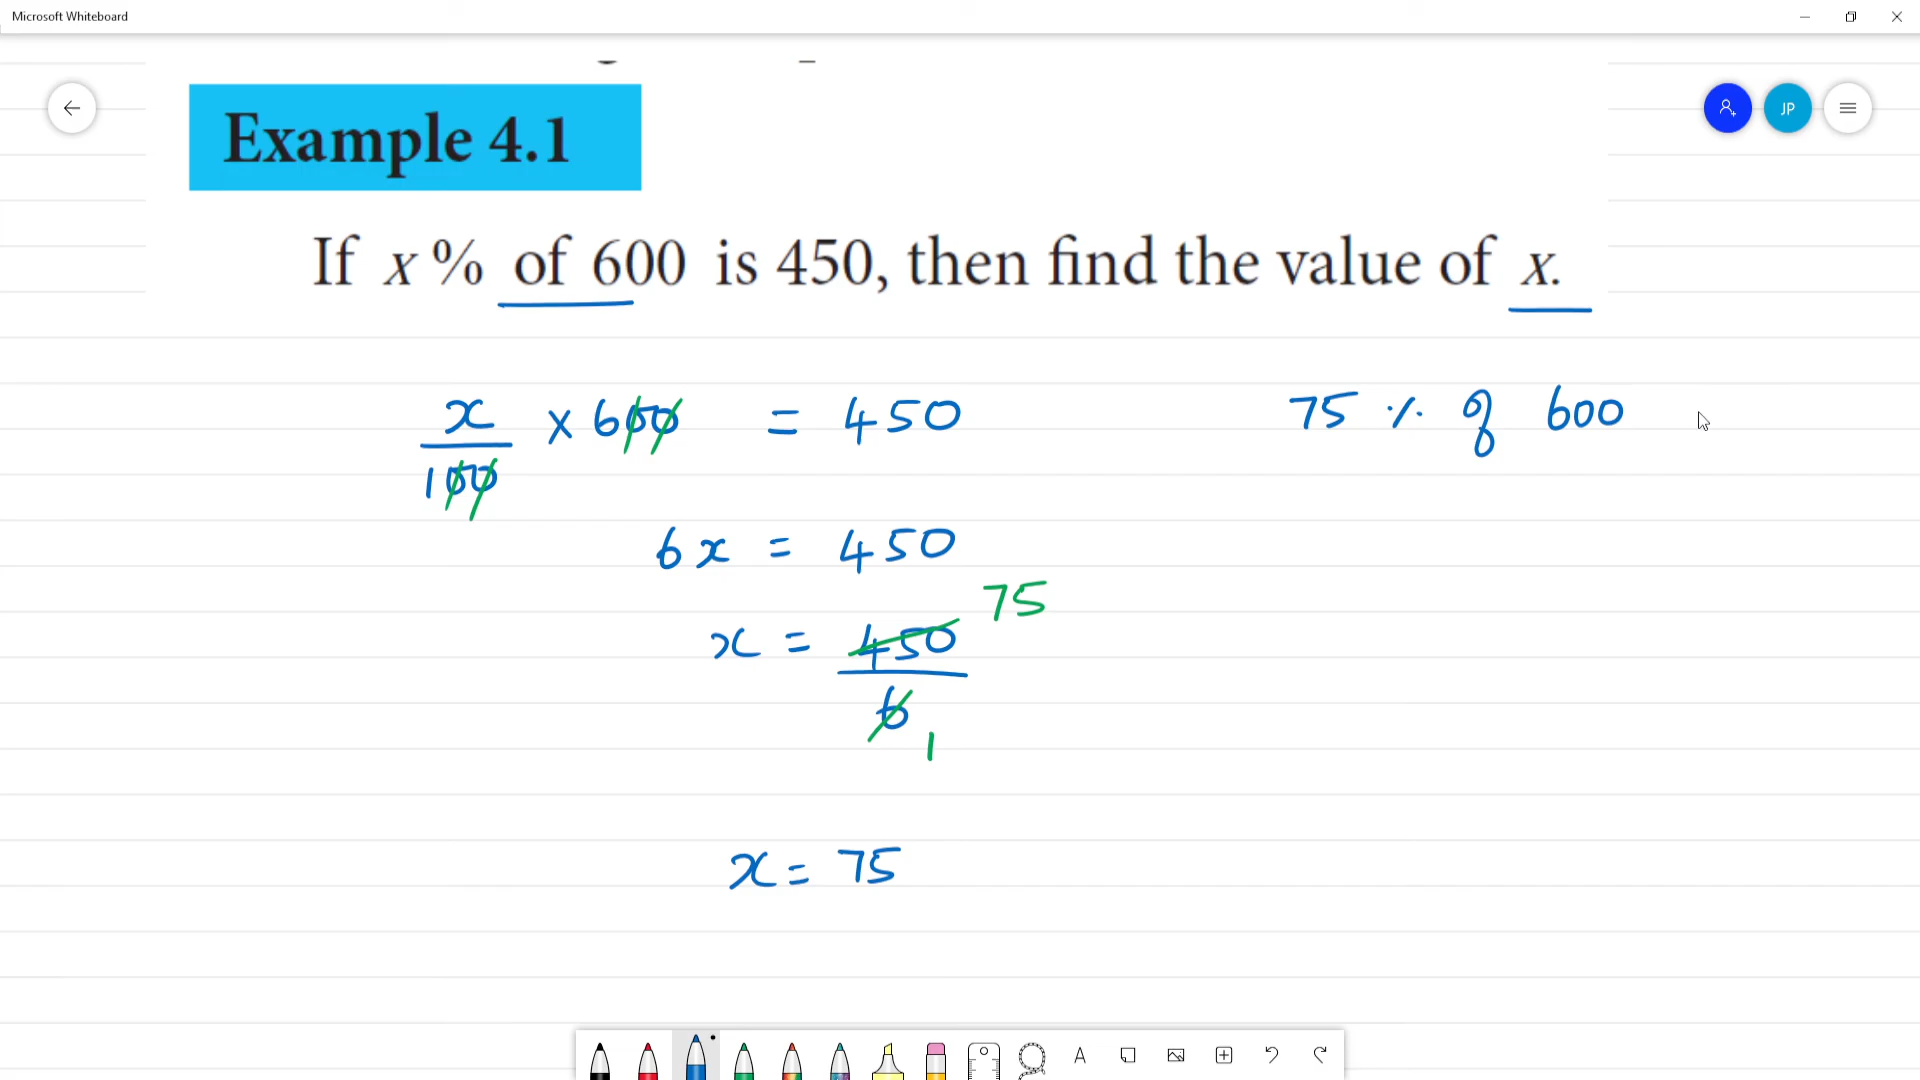 Microsoft Whiteboard
JP
Example 4.1
If x % of 600 is 450, then find the value of x.
x/100 × 600 = 450
75 % of 600
6x = 450
75
x = 450/6
1
x = 75
A